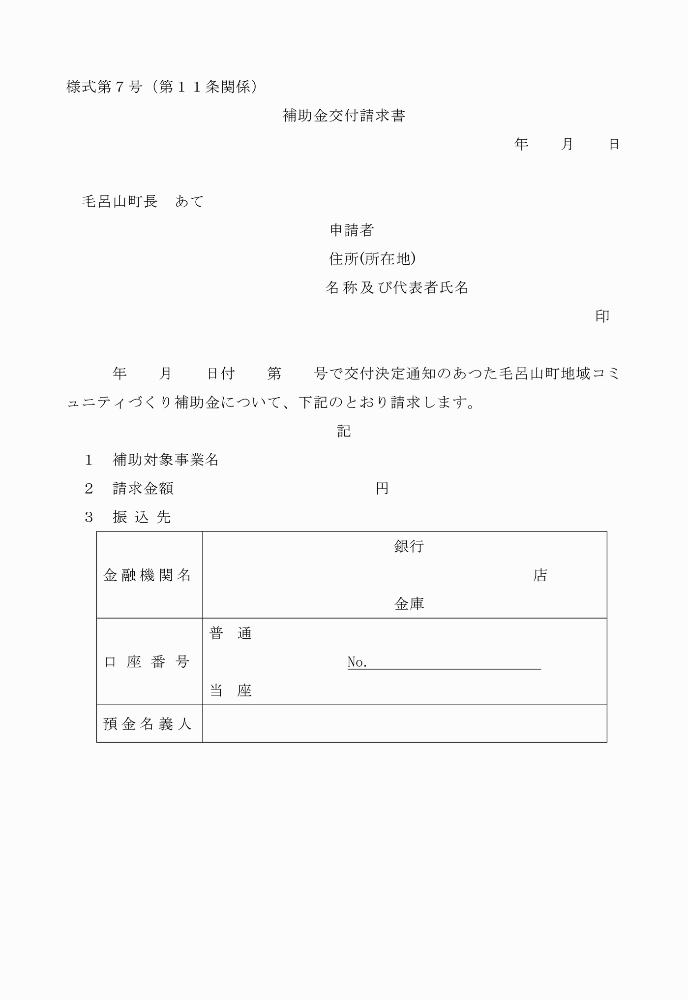 様式第７号（第１１条関係）
補助金交付請求書
年　　月　　日
毛呂山町長　あて
申請者
住所(所在地)
名称及び代表者氏名
印
年　　月　　日付　　第　　号で交付決定通知のあつた毛呂山町地域コミ
ュニティづくり補助金について、下記のとおり請求します。
記
１　補助対象事業名
２　請求金額　　　　　　　　　　　　　円
３　振込先
金融機関名
銀行
店
金庫
口座番号
普　通
No.
当　座
預金名義人